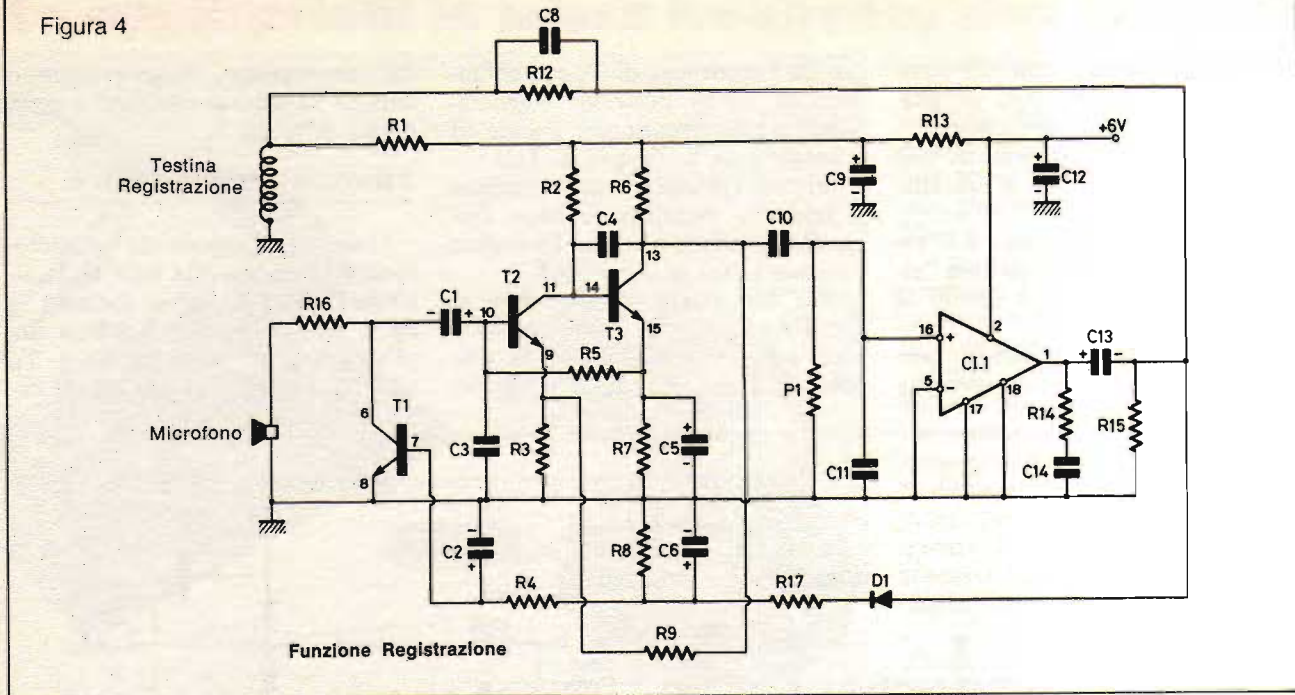 Figura 4
C8
R12
R1
R13
+6V
Testina
Registrazione
R2
R6
+
C9
-
+
C12
-
C4
C10
13
T2
R16
C1
-
+
10
11
14
T3
15
9
R5
16
+
2
CI.1
1
+
C13
-
5
-
17
18
P1
R14
R15
6
T1
7
8
Microfono
C3
R3
R7
+
C5
-
C11
C14
-
C2
+
R8
-
C6
+
R4
R17
D1
Funzione Registrazione
R9